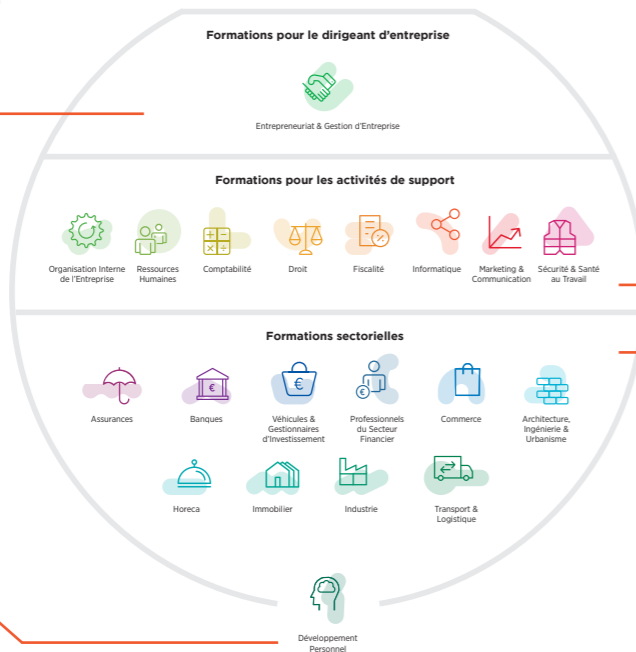 Formations pour le dirigeant d'entreprise
Entrepreneuriat & Gestion d'Entreprise
Formations pour les activités de support
Organisation Interne
de l'Entreprise
Ressources
Humaines
Comptabilité
Droit
Fiscalité
Informatique
Marketing &
Communication
Sécurité & Santé
au Travail
Formations sectorielles
Assurances
Banques
Véhicules &
Gestionnaires
d'Investissement
Professionnels
du Secteur
Financier
Commerce
Architecture,
Ingénierie &
Urbanisme
Horeca
Immobilier
Industrie
Transport &
Logistique
Développement
Personnel